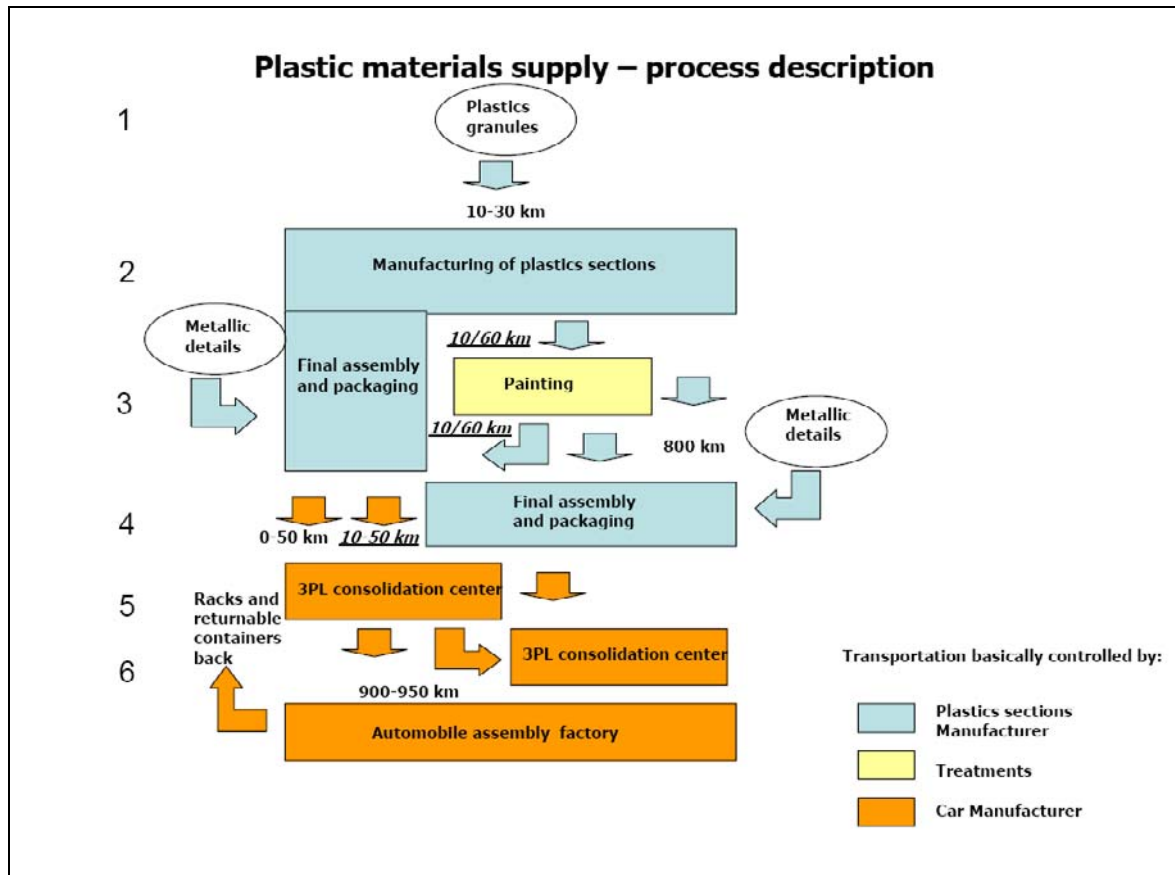 Plastic materials supply – process description
1
Plastics
granules
10-30 km
2
Manufacturing of plastics sections
Metallic
details
10/60 km
Final assembly
and packaging
Painting
3
10/60 km
800 km
Metallic
details
Final assembly
and packaging
4
0-50 km
10-50 km
3PL consolidation center
5
Racks and
returnable
containers
back
3PL consolidation center
6
900-950 km
Automobile assembly factory
Transportation basically controlled by:
Plastics sections
Manufacturer
Treatments
Car Manufacturer